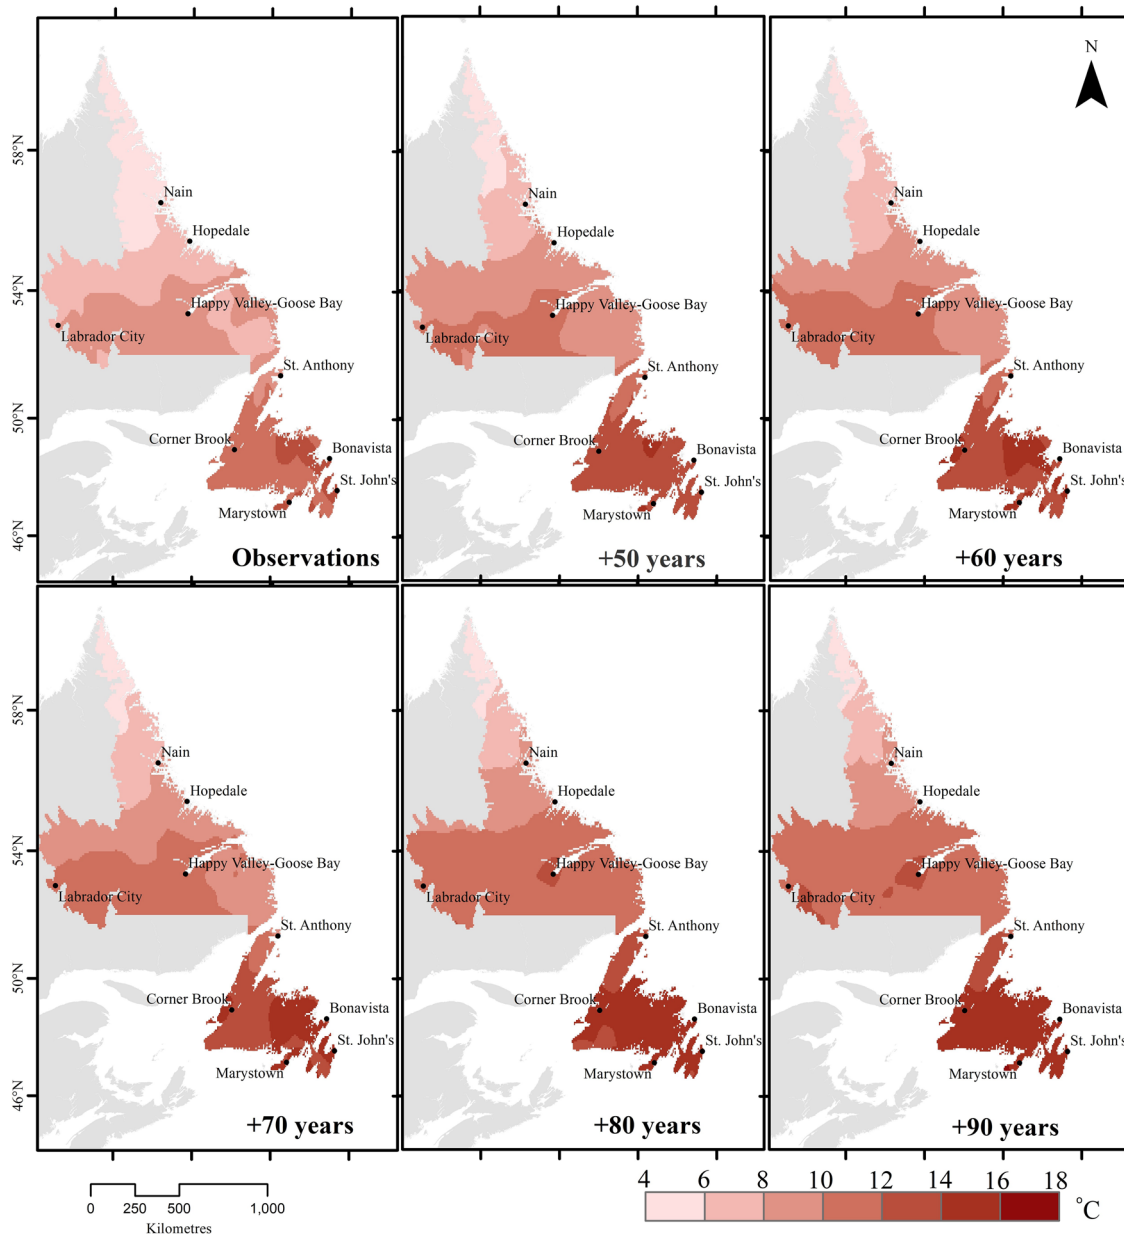 N
58°N
54°N
50°N
46°N
Nain
Hopedale
Happy Valley-Goose Bay
Labrador City
St. Anthony
Corner Brook
Bonavista
St. John's
Marystown
Observations
Nain
Hopedale
Happy Valley-Goose Bay
Labrador City
St. Anthony
Corner Brook
Bonavista
St. John's
Marystown
+50 years
Nain
Hopedale
Happy Valley-Goose Bay
Labrador City
St. Anthony
Corner Brook
Bonavista
St. John's
Marystown
+60 years
58°N
54°N
50°N
46°N
Nain
Hopedale
Happy Valley-Goose Bay
Labrador City
St. Anthony
Corner Brook
Bonavista
St. John's
Marystown
+70 years
Nain
Hopedale
Happy Valley-Goose Bay
Labrador City
St. Anthony
Corner Brook
Bonavista
St. John's
Marystown
+80 years
Nain
Hopedale
Happy Valley-Goose Bay
Labrador City
St. Anthony
Corner Brook
Bonavista
St. John's
Marystown
+90 years
0 250 500 1,000
Kilometres
4 6 8 10 12 14 16 18
°C